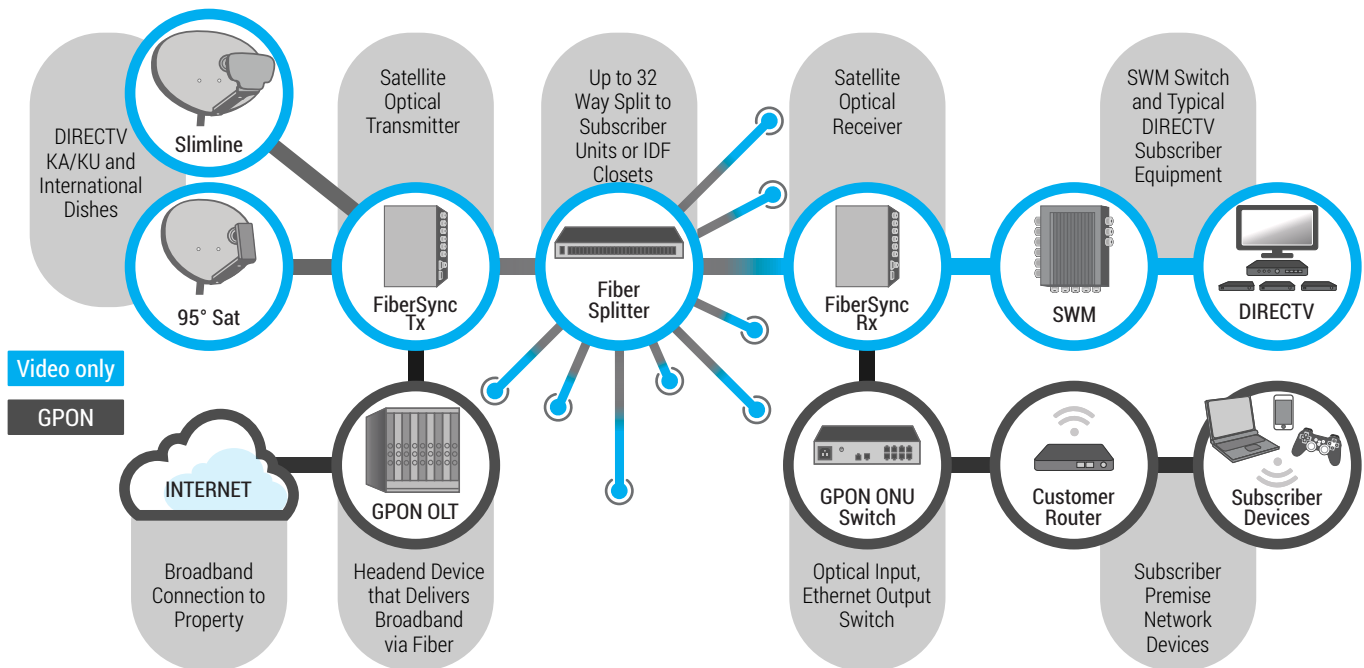 DIRECTV
KA/KU and
International
Dishes
Slimline
95° Sat
Satellite
Optical
Transmitter
FiberSync
Tx
Up to 32
Way Split to
Subscriber
Units or IDF
Closets
Fiber
Splitter
Satellite
Optical
Receiver
FiberSync
Rx
SWM Switch
and Typical
DIRECTV
Subscriber
Equipment
SWM
DIRECTV
Video only
GPON
INTERNET
Broadband
Connection to
Property
GPON OLT
Headend Device
that Delivers
Broadband
via Fiber
GPON ONU
Switch
Optical Input,
Ethernet Output
Switch
Customer
Router
Subscriber
Devices
Subscriber
Premise
Network
Devices